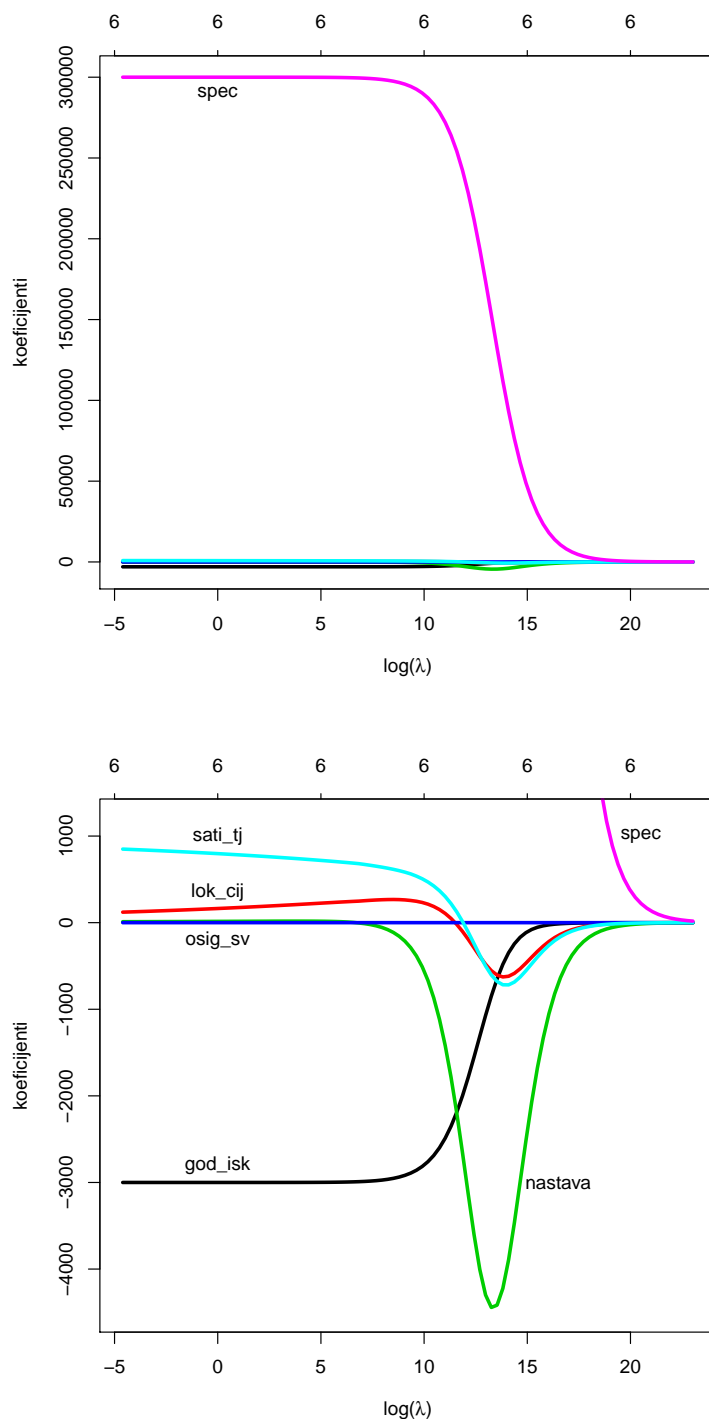 6 6 6 6 6 6
300000
250000
200000
150000
100000
50000
0
koeficijenti
spec
−5 0 5 10 15 20
log(λ)
6 6 6 6 6 6
1000
0
−1000
−2000
−3000
−4000
koeficijenti
sati_tj
spec
lok_cij
osig_sv
god_isk
nastava
−5 0 5 10 15 20
log(λ)